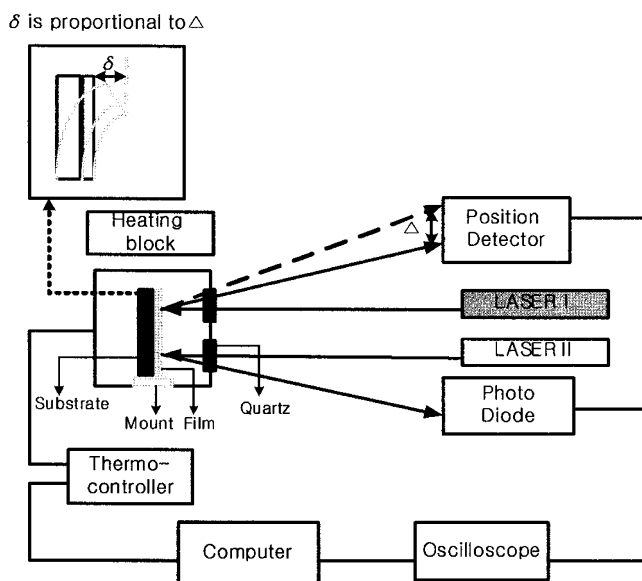 δ is proportional to △
δ
Heating
block
Position
Detector
△
LASER I
LASER II
Substrate
Mount
Film
Quartz
Photo
Diode
Thermo-
controller
Computer
Oscilloscope